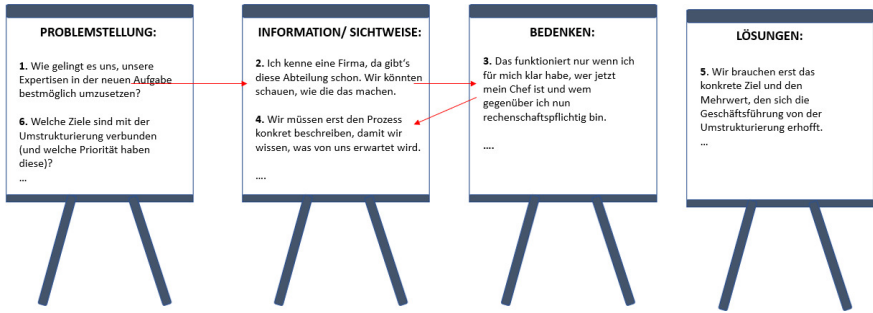 PROBLEMSTELLUNG:
1. Wie gelingt es uns, unsere
Expertisen in der neuen Aufgabe
bestmöglich umzusetzen?
6. Welche Ziele sind mit der
Umstrukturierung verbunden
(und welche Priorität haben
diese)?
...
INFORMATION/ SICHTWEISE:
2. Ich kenne eine Firma, da gibt's
diese Abteilung schon. Wir könnten
schauen, wie die das machen.
4. Wir müssen erst den Prozess
konkret beschreiben, damit wir
wissen, was von uns erwartet wird.
....
BEDENKEN:
3. Das funktioniert nur wenn ich
für mich klar habe, wer jetzt
mein Chef ist und wem
gegenüber ich nun
rechenschaftspflichtig bin.
....
LÖSUNGEN:
5. Wir brauchen erst das
konkrete Ziel und den
Mehrwert, den sich die
Geschäftsführung von der
Umstrukturierung erhofft.
...